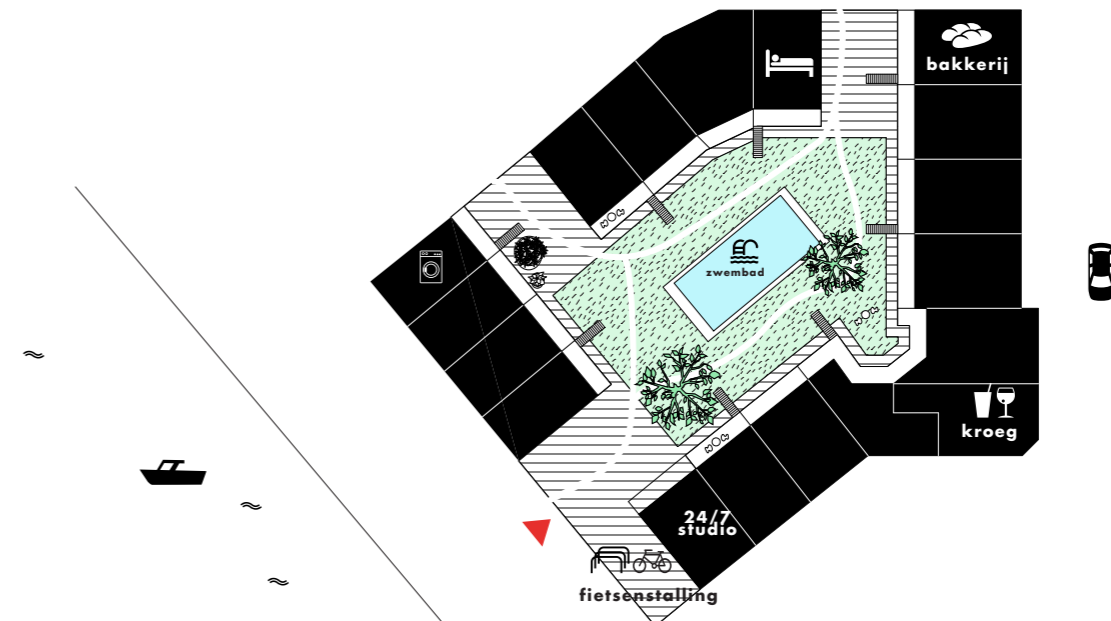 bakkerij
zwembad
kroeg
24/7
studio
fietsenstalling